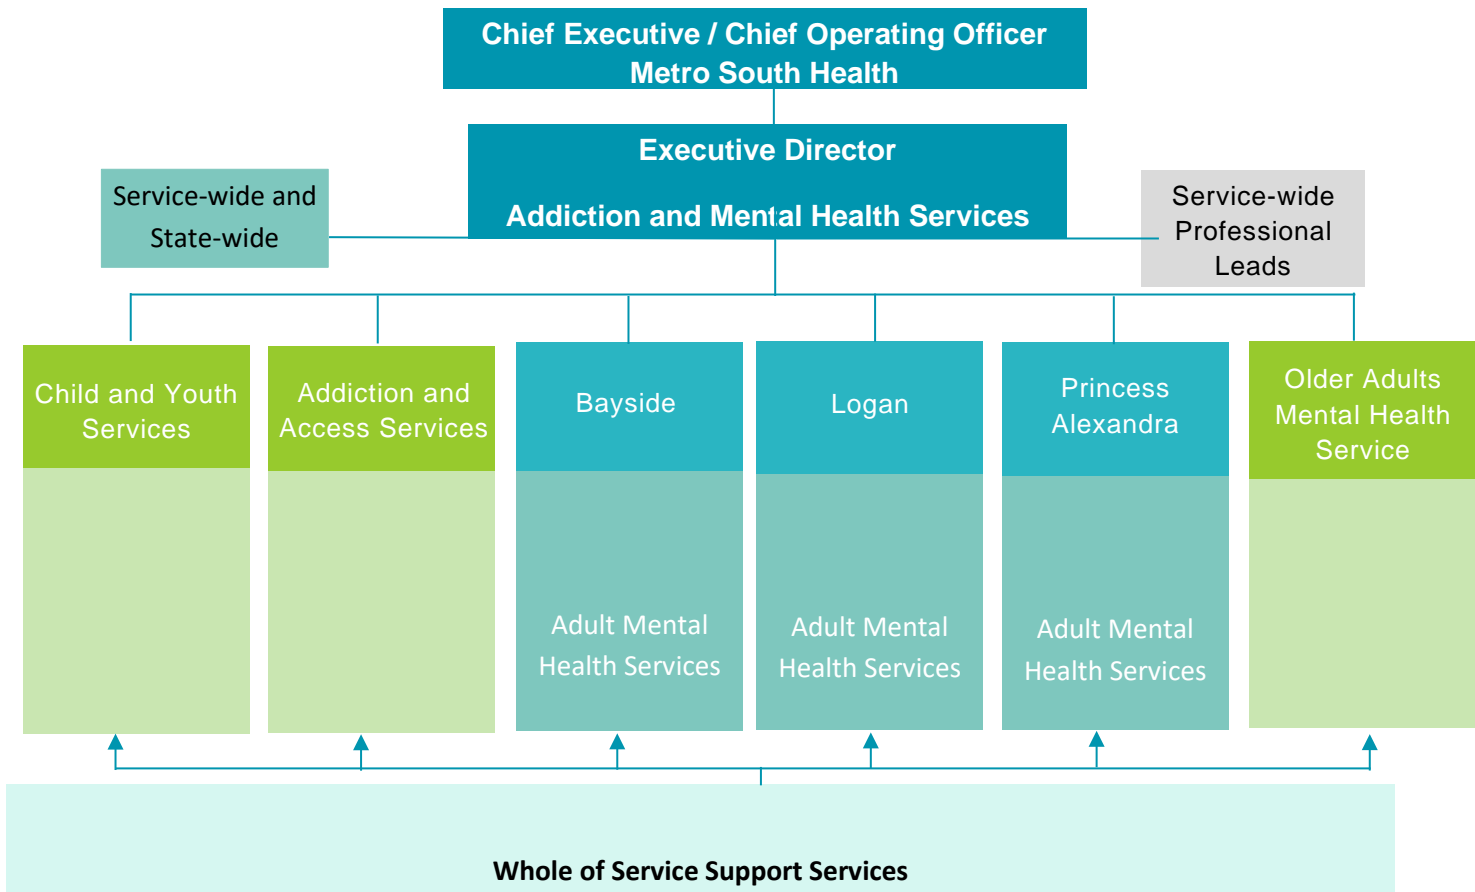 Chief Executive / Chief Operating Officer
Metro South Health
Executive Director
Addiction and Mental Health Services
Service-wide and
State-wide
Service-wide
Professional
Leads
Child and Youth
Services
Addiction and
Access Services
Bayside
Logan
Princess
Alexandra
Older Adults
Mental Health
Service
Adult Mental
Health Services
Adult Mental
Health Services
Adult Mental
Health Services
Whole of Service Support Services